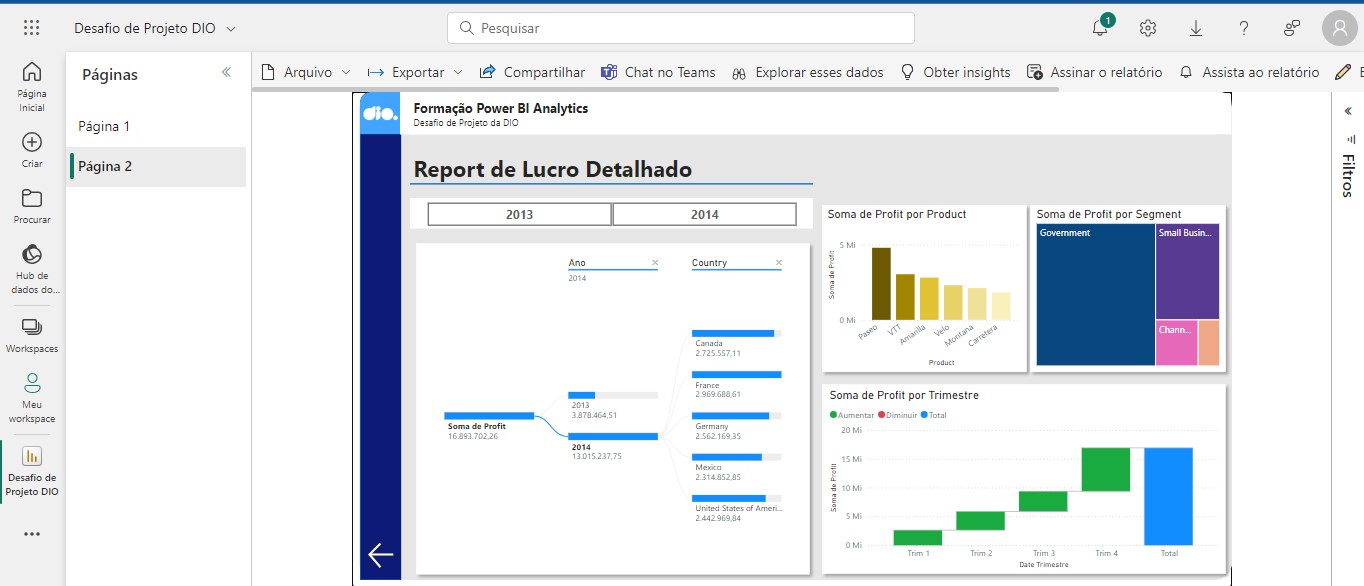 Desafio de Projeto DIO
Pesquisar
1
Página Inicial
Criar
Procurar
Hub de dados do...
Workspaces
Meu workspace
Desafio de Projeto DIO
Páginas
Página 1
Página 2
Arquivo
Exportar
Compartilhar
Chat no Teams
Explorar esses dados
Obter insights
Assinar o relatório
Assista ao relatório
Filtros
dio.
Formação Power BI Analytics
Desafio de Projeto da DIO
Report de Lucro Detalhado
2013
2014
Ano
2014
Country
Soma de Profit
16.893.702,26
2013
3.878.464,51
2014
13.015.237,75
Canada
2.725.557,11
France
2.969.688,61
Germany
2.562.169,35
Mexico
2.314.852,85
United States of Ameri...
2.442.969,84
Soma de Profit por Product
Soma de Profit
5 Mi
0 Mi
Paseo
VTT
Amarilla
Velo
Montana
Carretera
Product
Soma de Profit por Segment
Government
Small Busin...
Chann...
Soma de Profit por Trimestre
Aumentar Diminuir Total
Soma de Profit
20 Mi
15 Mi
10 Mi
5 Mi
0 Mi
Trim 1
Trim 2
Trim 3
Trim 4
Total
Date Trimestre